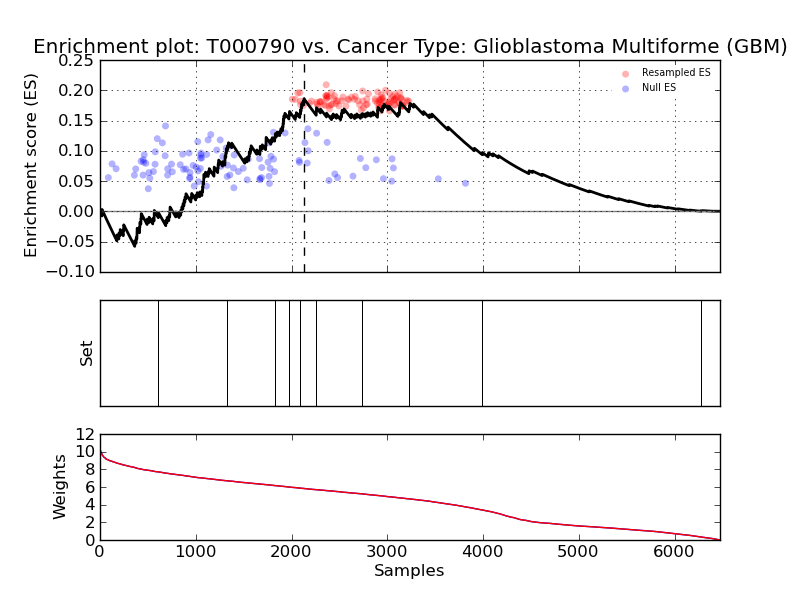 Enrichment plot: T000790 vs. Cancer Type: Glioblastoma Multiforme (GBM)
0.25
0.20
0.15
0.10
0.05
0.00
−0.05
−0.10
Enrichment score (ES)
Resampled ES
Null ES
Set
12
10
8
6
4
2
0
Weights
0 1000 2000 3000 4000 5000 6000
Samples